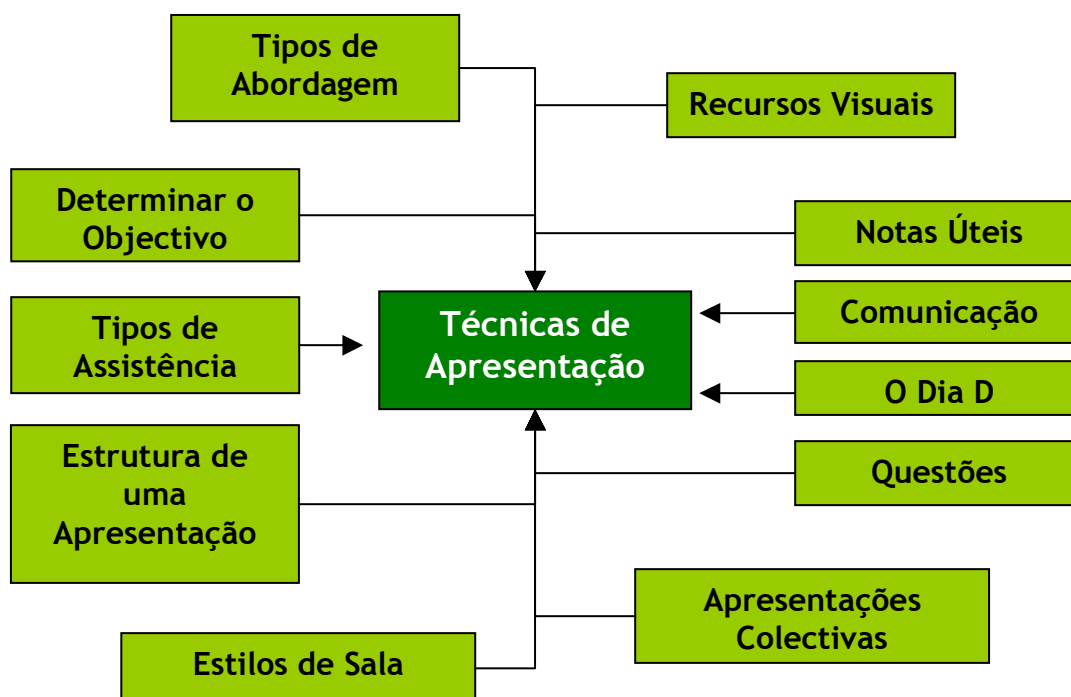 Tipos de
Abordagem
Recursos Visuais
Determinar o
Objectivo
Notas Úteis
Técnicas de
Apresentação
Comunicação
Tipos de
Assistência
O Dia D
Estrutura de
uma
Apresentação
Questões
Apresentações
Colectivas
Estilos de Sala